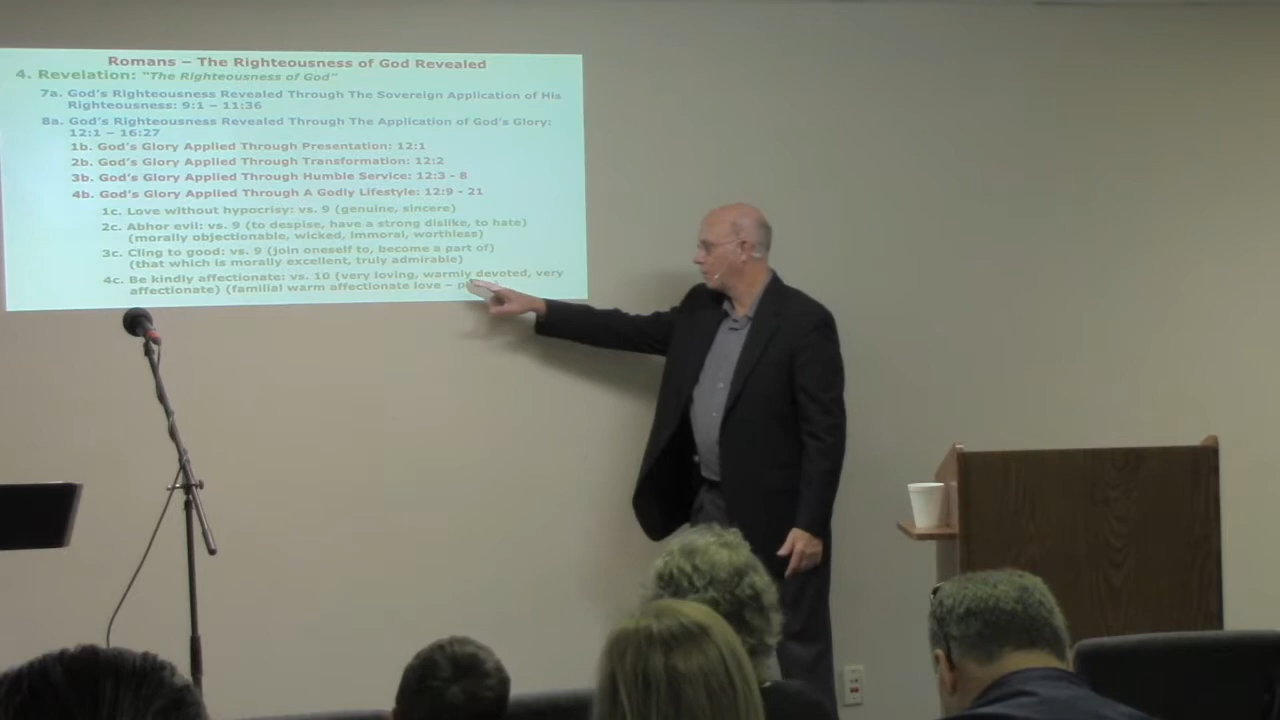 Romans – The Righteousness of God Revealed
4. Revelation: "The Righteousness of God"
7a. God's Righteousness Revealed Through The Sovereign Application of His
Righteousness: 9:1 – 11:36
8a. God's Righteousness Revealed Through The Application of God's Glory:
12:1 – 16:27
1b. God's Glory Applied Through Presentation: 12:1
2b. God's Glory Applied Through Transformation: 12:2
3b. God's Glory Applied Through Humble Service: 12:3 - 8
4b. God's Glory Applied Through A Godly Lifestyle: 12:9 - 21
1c. Love without hypocrisy: vs. 9 (genuine, sincere)
2c. Abhor evil: vs. 9 (to despise, have a strong dislike, to hate)
(morally objectionable, wicked, immoral, worthless)
3c. Cling to good: vs. 9 (join oneself to, become a part of)
(that which is morally excellent, truly admirable)
4c. Be kindly affectionate: vs. 10 (very loving, warmly devoted, very
affectionate) (familial warm affectionate love –